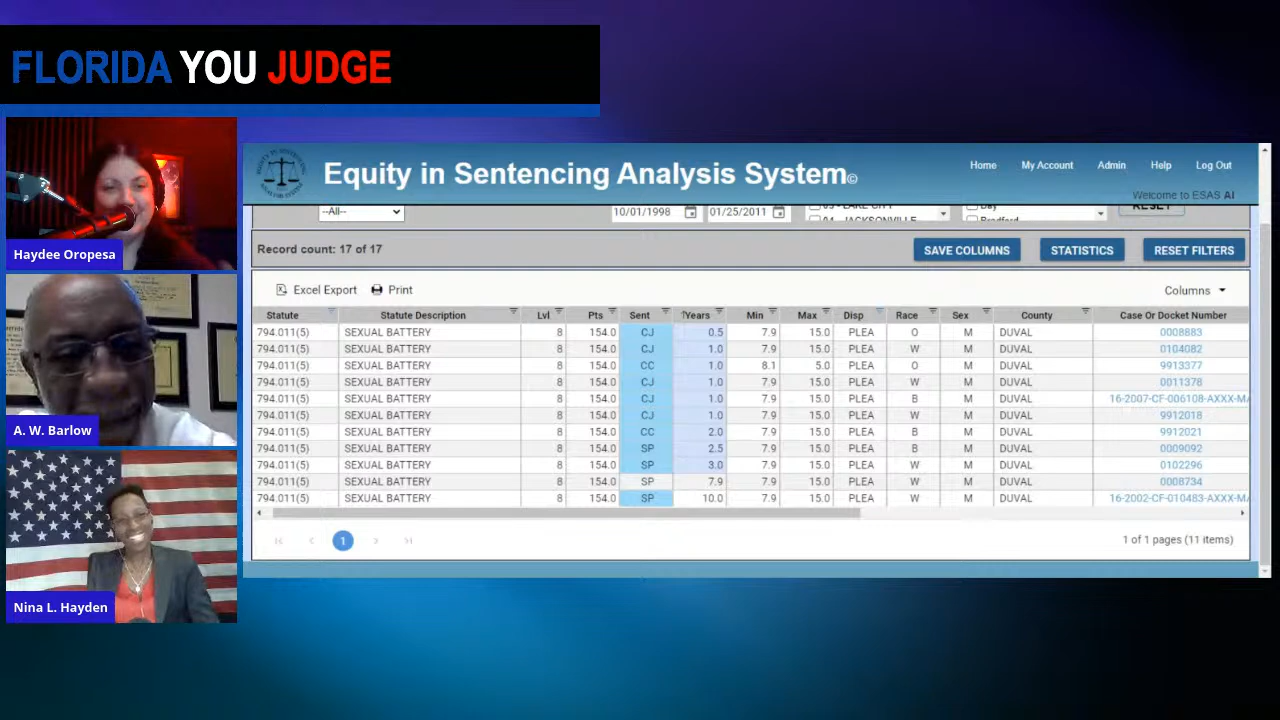 FLORIDA YOU JUDGE
Haydee Oropesa
A. W. Barlow
Nina L. Hayden
Equity in Sentencing Analysis System©
Home My Account Admin Help Log Out
Welcome to ESAS AI
--All-- 10/01/1998 01/25/2011 RESET
Record count: 17 of 17 SAVE COLUMNS STATISTICS RESET FILTERS
Excel Export Print Columns
Statute Statute Description Lvl Pts Sent Years Min Max Disp Race Sex County Case Or Docket Number
794.011(5) SEXUAL BATTERY 8 154.0 CJ 0.5 7.9 15.0 PLEA O M DUVAL 0008883
794.011(5) SEXUAL BATTERY 8 154.0 CJ 1.0 7.9 15.0 PLEA W M DUVAL 0104082
794.011(5) SEXUAL BATTERY 8 154.0 CC 1.0 8.1 5.0 PLEA O M DUVAL 9913377
794.011(5) SEXUAL BATTERY 8 154.0 CJ 1.0 7.9 15.0 PLEA W M DUVAL 0011378
794.011(5) SEXUAL BATTERY 8 154.0 CJ 1.0 7.9 15.0 PLEA B M DUVAL 16-2007-CF-006108-AXXX-MA
794.011(5) SEXUAL BATTERY 8 154.0 CJ 1.0 7.9 15.0 PLEA W M DUVAL 9912018
794.011(5) SEXUAL BATTERY 8 154.0 CC 2.0 7.9 15.0 PLEA B M DUVAL 9912021
794.011(5) SEXUAL BATTERY 8 154.0 SP 2.5 7.9 15.0 PLEA B M DUVAL 0009092
794.011(5) SEXUAL BATTERY 8 154.0 SP 3.0 7.9 15.0 PLEA W M DUVAL 0102296
794.011(5) SEXUAL BATTERY 8 154.0 SP 7.9 7.9 15.0 PLEA W M DUVAL 0008734
794.011(5) SEXUAL BATTERY 8 154.0 SP 10.0 7.9 15.0 PLEA W M DUVAL 16-2002-CF-010483-AXXX-MA
1 1 of 1 pages (11 items)